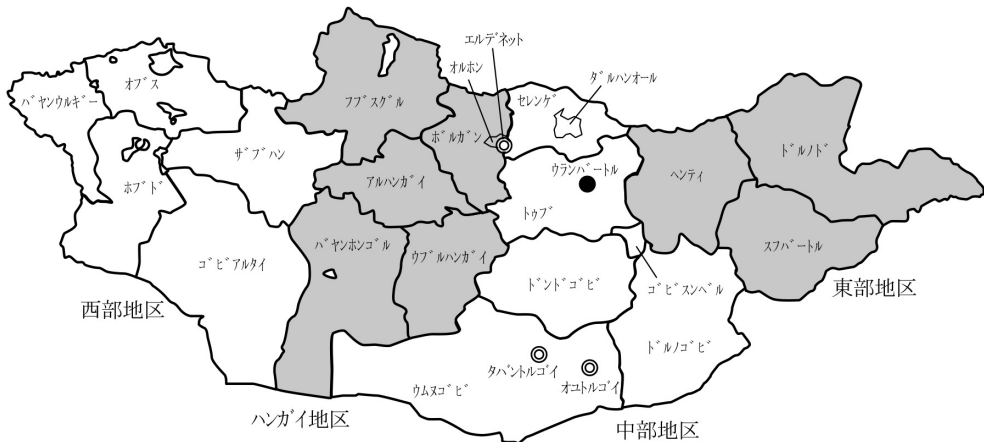 エルデネット
オルホン
ダルハンオール
オブス
セレンゲ
バヤンウルギー
フブスグル
ボルガン
ドルノド
ザブハン
ウランバートル
ヘンティ
アルハンガイ
ホブド
トゥブ
バヤンホンゴル
ウブルハンガイ
スフバートル
ゴビアルタイ
ドンドゴビ
ゴビスンベル
東部地区
西部地区
ドルノゴビ
タバントルゴイ
オユトルゴイ
ウムヌゴビ
ハンガイ地区
中部地区